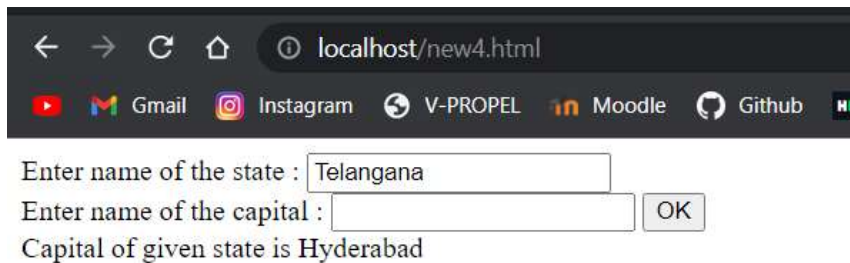 localhost/new4.html
Gmail Instagram V-PROPEL Moodle Github
Enter name of the state : Telangana
Enter name of the capital : OK
Capital of given state is Hyderabad